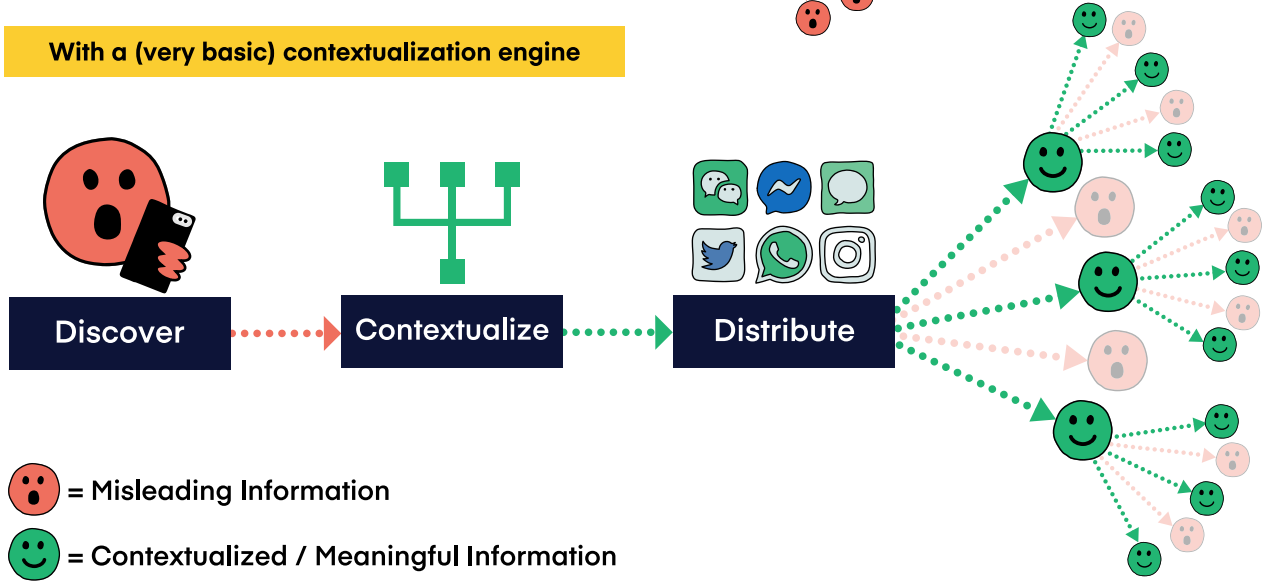 With a (very basic) contextualization engine
Discover
Contextualize
Distribute
= Misleading Information
= Contextualized / Meaningful Information